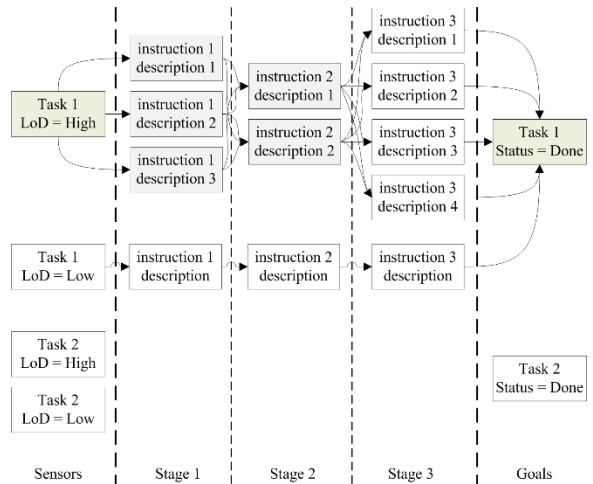 instruction 3
description 1
instruction 1
description 1
instruction 2
description 1
instruction 3
description 2
Task 1
LoD = High
instruction 1
description 2
instruction 2
description 2
instruction 3
description 3
Task 1
Status = Done
instruction 1
description 3
instruction 3
description 4
Task 1
LoD = Low
instruction 1
description
instruction 2
description
instruction 3
description
Task 2
LoD = High
Task 2
Status = Done
Task 2
LoD = Low
Sensors
Stage 1
Stage 2
Stage 3
Goals